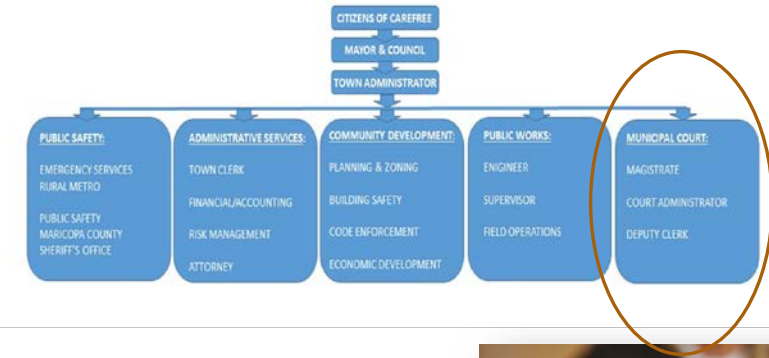 CITIZENS OF CAREFREE
MAYOR & COUNCIL
TOWN ADMINISTRATOR
PUBLIC SAFETY:
EMERGENCY SERVICES
RURAL METRO
PUBLIC SAFETY
MARICOPA COUNTY
SHERIFF'S OFFICE
ADMINISTRATIVE SERVICES:
TOWN CLERK
FINANCIAL/ACCOUNTING
RISK MANAGEMENT
ATTORNEY
COMMUNITY DEVELOPMENT:
PLANNING & ZONING
BUILDING SAFETY
CODE ENFORCEMENT
ECONOMIC DEVELOPMENT
PUBLIC WORKS:
ENIGINEER
SUPERVISOR
FIELD OPERATIONS
MUNICIPAL COURT:
MAGISTRATE
COURT ADMINISTRATOR
DEPUTY CLERK